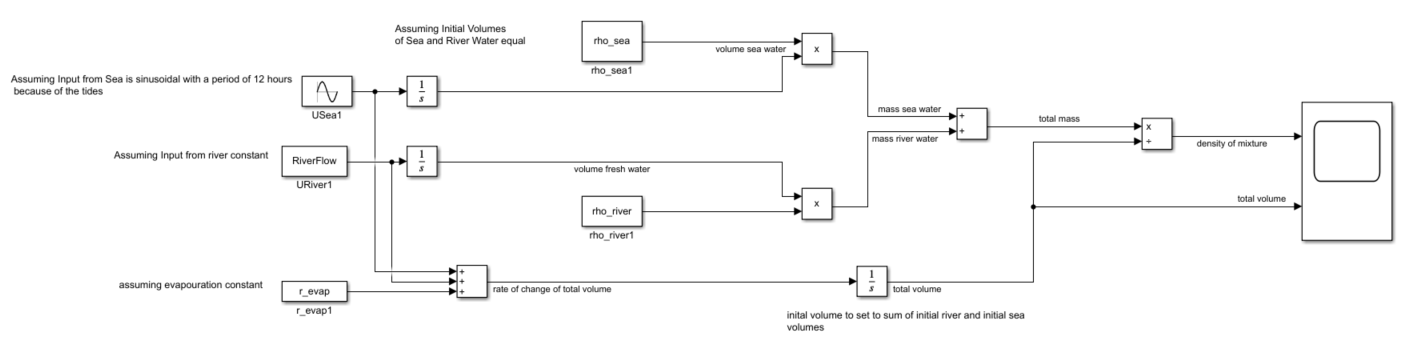 Assuming Initial Volumes
of Sea and River Water equal
rho_sea
rho_sea1
volume sea water
x
Assuming Input from Sea is sinusoidal with a period of 12 hours
because of the tides
USea1
1
s
mass sea water
+
+
mass river water
total mass
x
÷
density of mixture
Assuming Input from river constant
RiverFlow
URiver1
1
s
volume fresh water
x
rho_river
rho_river1
total volume
assuming evapouration constant
r_evap
r_evap1
+
+
+
rate of change of total volume
1
s
total volume
inital volume to set to sum of initial river and initial sea
volumes